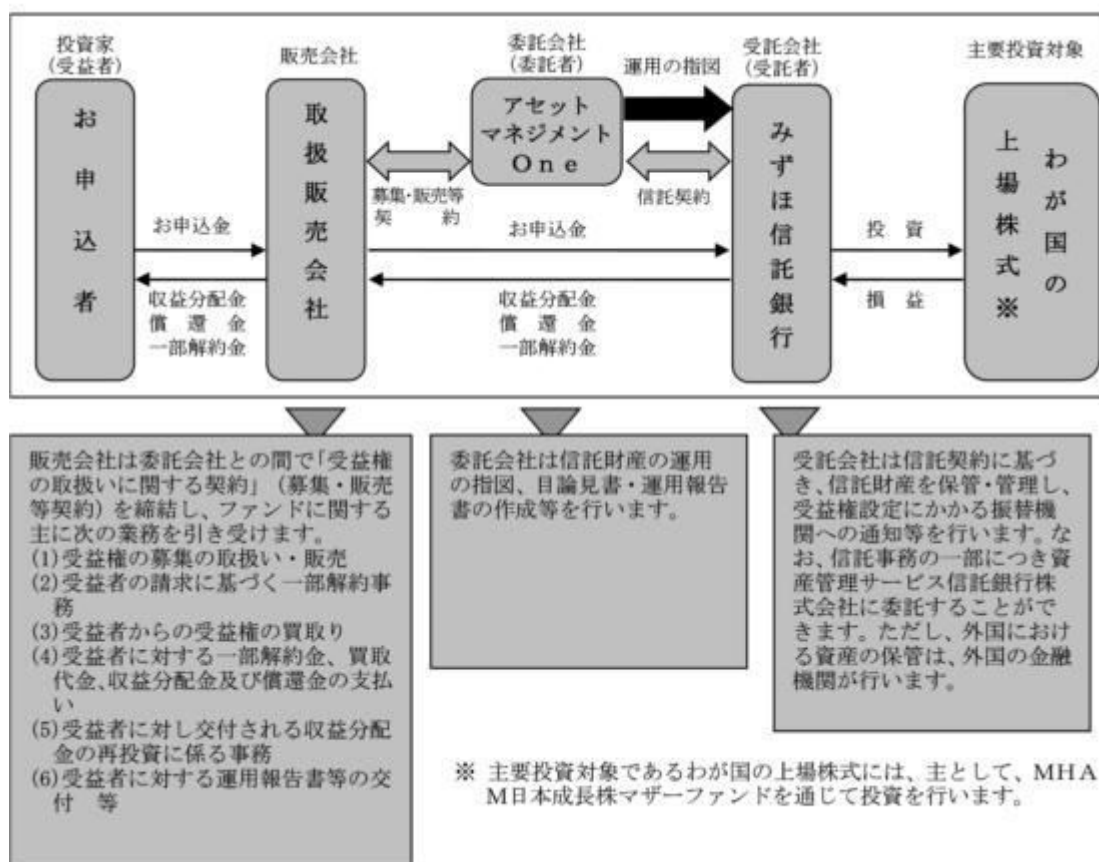 投資家
(受益者)
販売会社
委託会社
(委託者)
運用の指図
受託会社
(受託者)
主要投資対象
お申込者
取扱販売会社
アセット
マネジメント
One
みずほ信託銀行
わが国の
上場株式※
募集・販売等
契 約
信託契約
お申込金
お申込金
投 資
収益分配金
償 還 金
一部解約金
収益分配金
償 還 金
一部解約金
損 益
販売会社は委託会社との間で「受益権
の取扱いに関する契約」(募集・販売
等契約)を締結し、ファンドに関する
主に次の業務を引き受けます。
(1)受益権の募集の取扱い・販売
(2)受益者の請求に基づく一部解約事
務
(3)受益者からの受益権の買取り
(4)受益者に対する一部解約金、買取
代金、収益分配金及び償還金の支払
い
(5)受益者に対し交付される収益分配
金の再投資に係る事務
(6)受益者に対する運用報告書等の交
付 等
委託会社は信託財産の運用
の指図、目論見書・運用報告
書の作成等を行います。
受託会社は信託契約に基づ
き、信託財産を保管・管理し、
受益権設定にかかる振替機
関への通知等を行います。な
お、信託事務の一部につき資
産管理サービス信託銀行株
式会社に委託することがで
きます。ただし、外国におけ
る資産の保管は、外国の金融
機関が行います。
※ 主要投資対象であるわが国の上場株式には、主として、MHA
M日本成長株マザーファンドを通じて投資を行います。